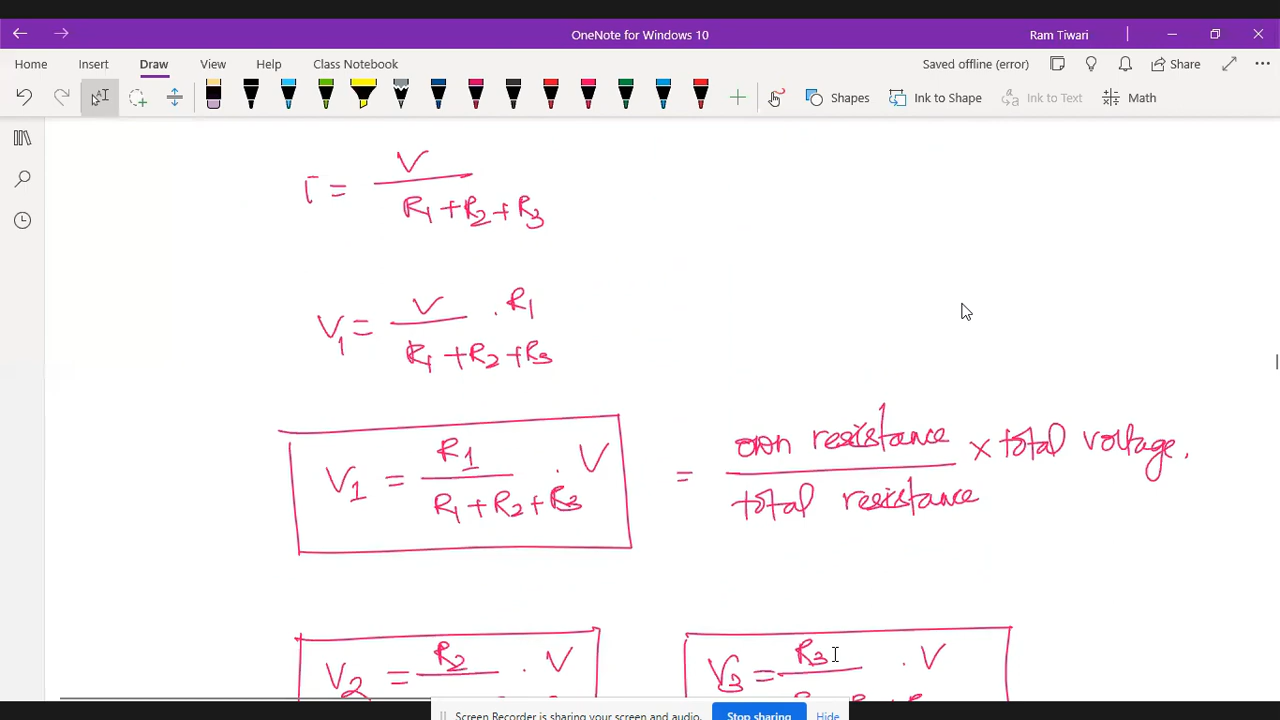 OneNote for Windows 10
Ram Tiwari
Home Insert Draw View Help Class Notebook
Saved offline (error) Share
Shapes Ink to Shape Ink to Text Math
i = V / R1+R2+R3
V1 = V / R1+R2+R3 . R1
V1 = R1 / R1+R2+R3 . V = own resistance / total resistance × total voltage.
V2 = R2 . V
V3 = R3 . V
Screen Recorder is sharing your screen and audio. Stop sharing Hide